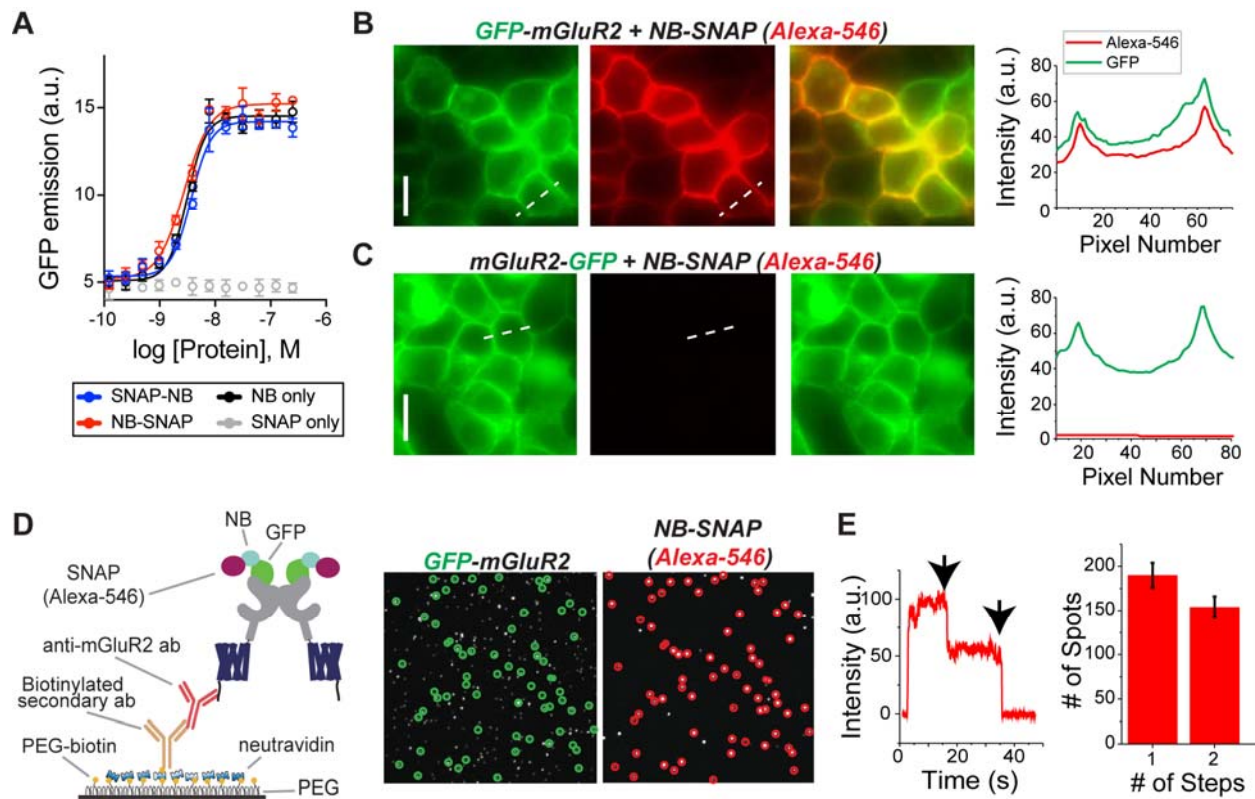 A
GFP emission (a.u.)
15
10
5
-10
-9
-8
-7
-6
log [Protein], M
SNAP-NB
NB only
NB-SNAP
SNAP only
B
GFP-mGluR2 + NB-SNAP (Alexa-546)
Alexa-546
GFP
Intensity (a.u.)
80
60
40
20
0
20
40
60
Pixel Number
C
mGluR2-GFP + NB-SNAP (Alexa-546)
Intensity (a.u.)
80
60
40
20
0
20
40
60
80
Pixel Number
D
NB
GFP
SNAP
(Alexa-546)
anti-mGluR2 ab
Biotinylated
secondary ab
PEG-biotin
neutravidin
PEG
GFP-mGluR2
NB-SNAP
(Alexa-546)
E
Intensity (a.u.)
100
50
0
0
20
40
Time (s)
# of Spots
200
150
100
50
0
1
2
# of Steps